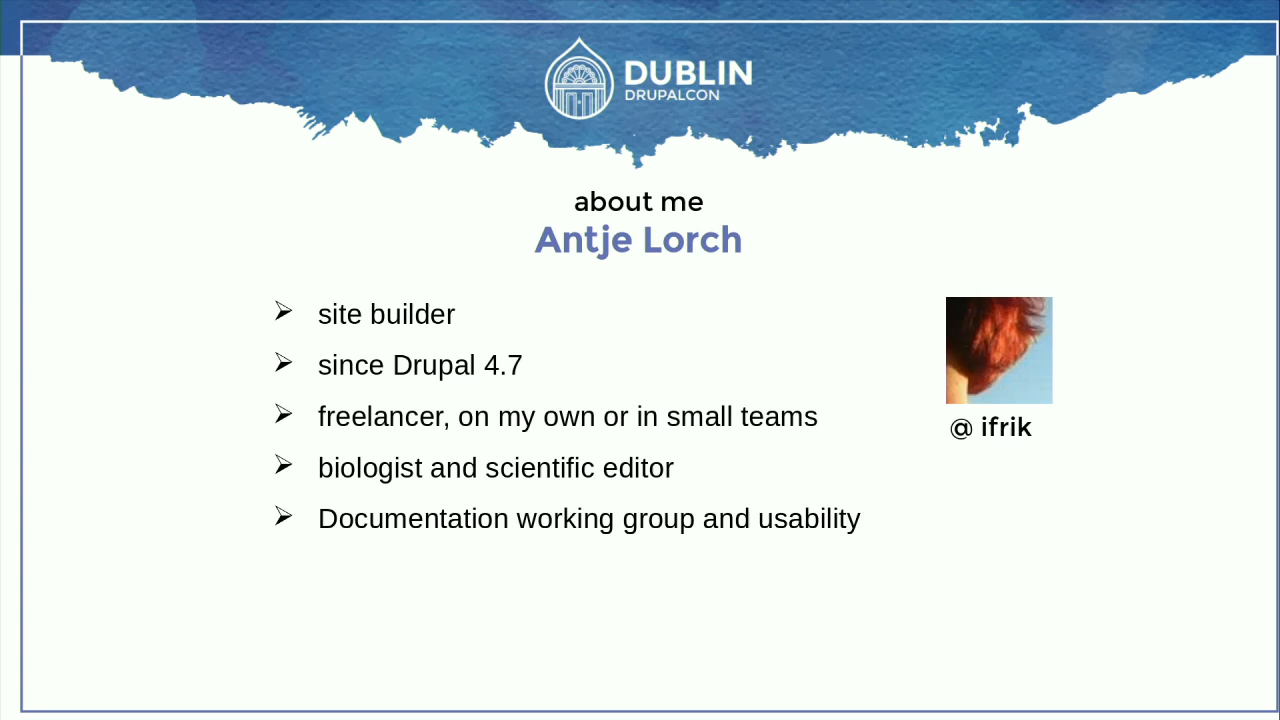 DUBLIN
DRUPALCON
about me
Antje Lorch
site builder
since Drupal 4.7
freelancer, on my own or in small teams
biologist and scientific editor
Documentation working group and usability
@ ifrik